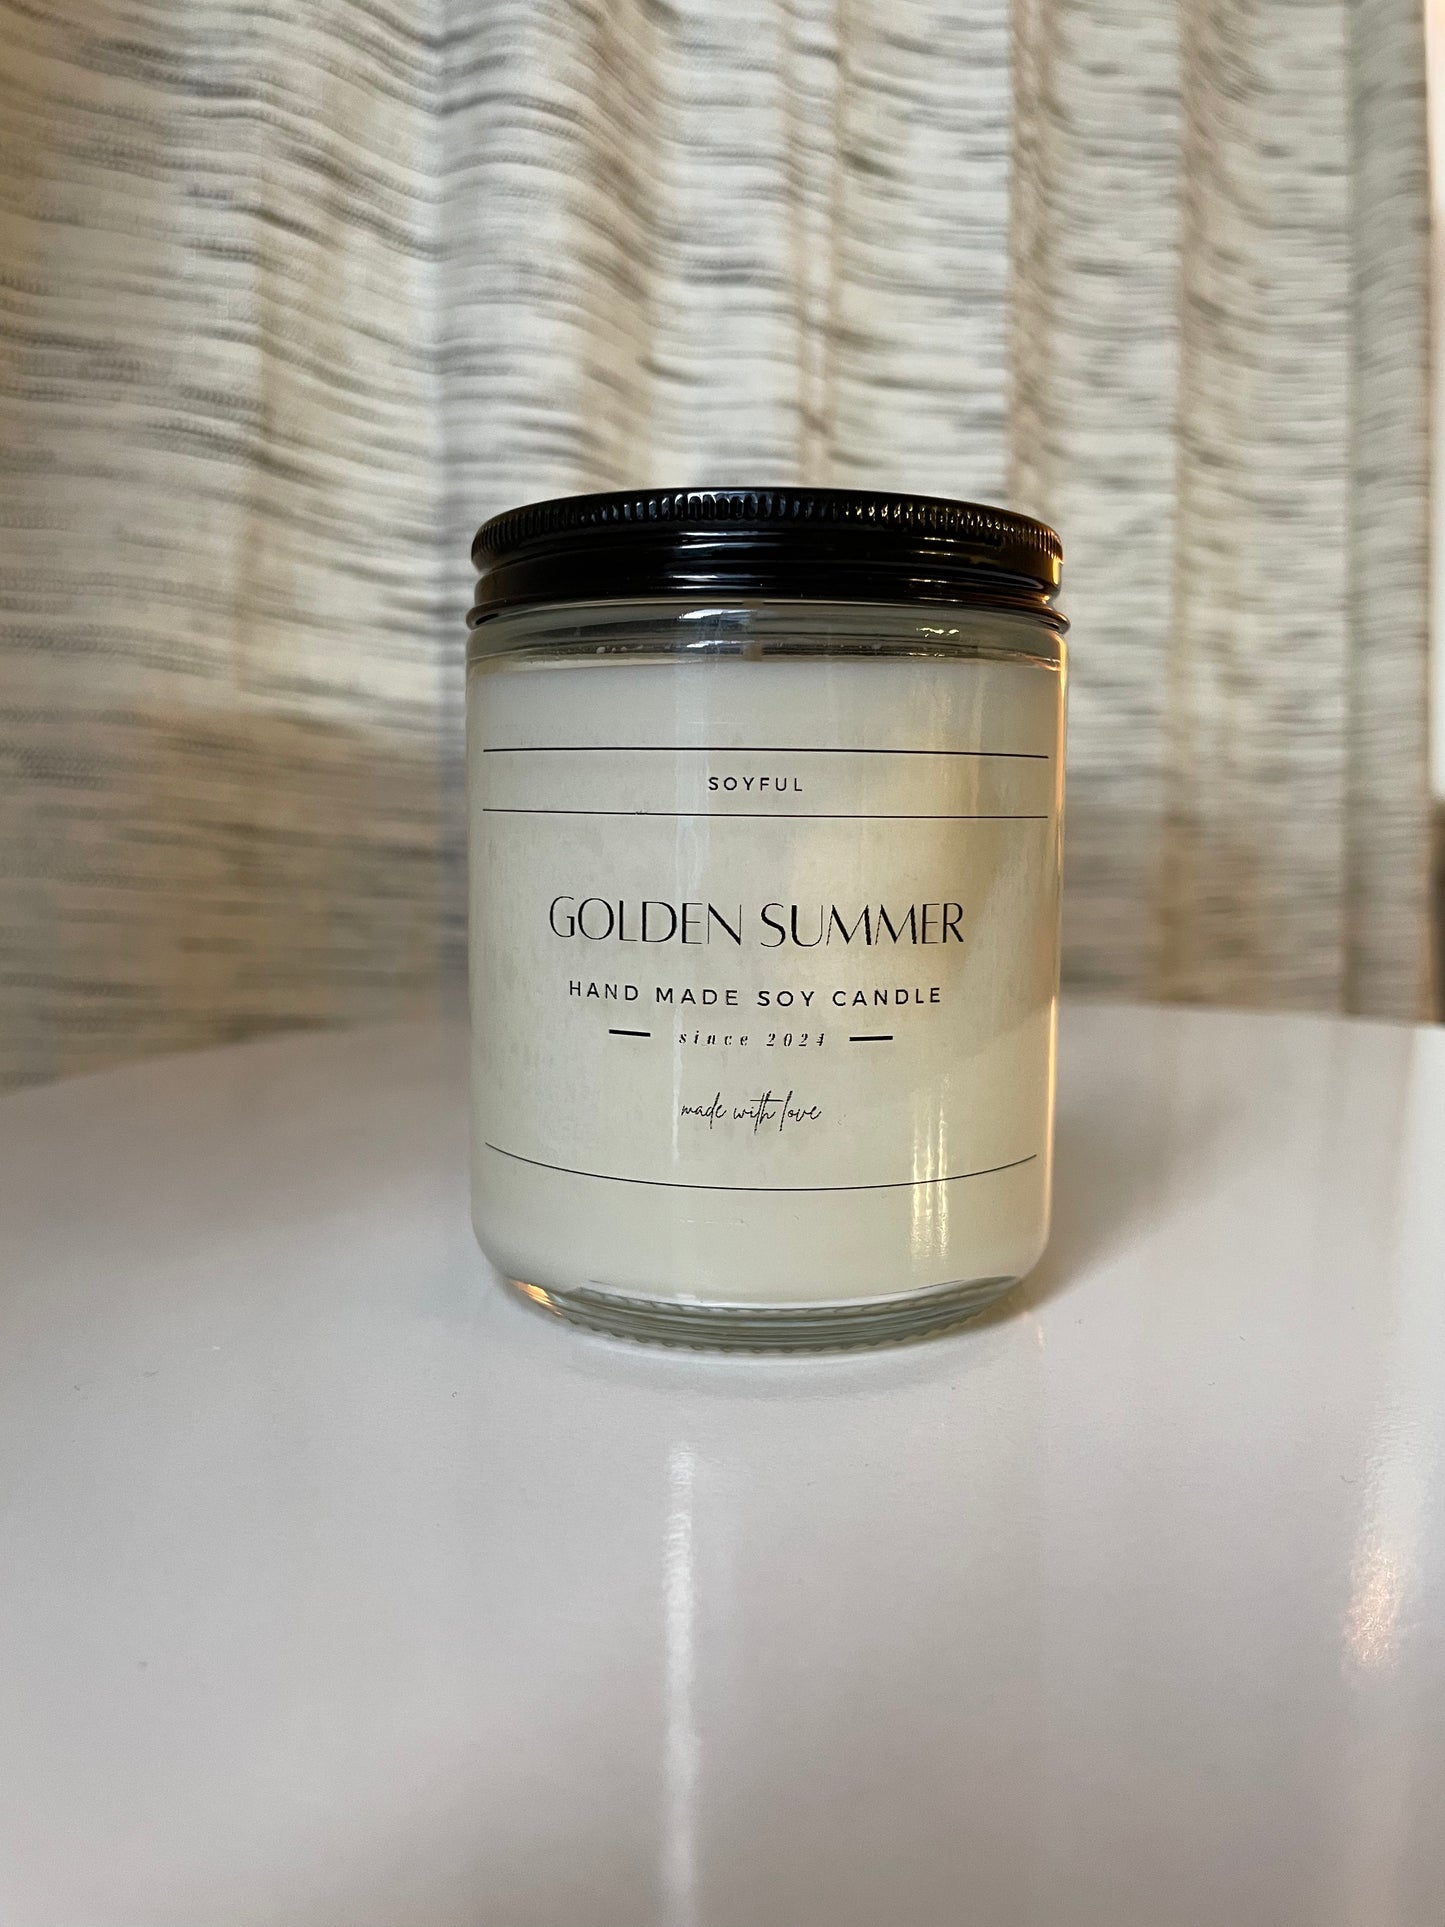 SOYFUL
GOLDEN SUMMER
HAND MADE SOY CANDLE
since 2024
made with love